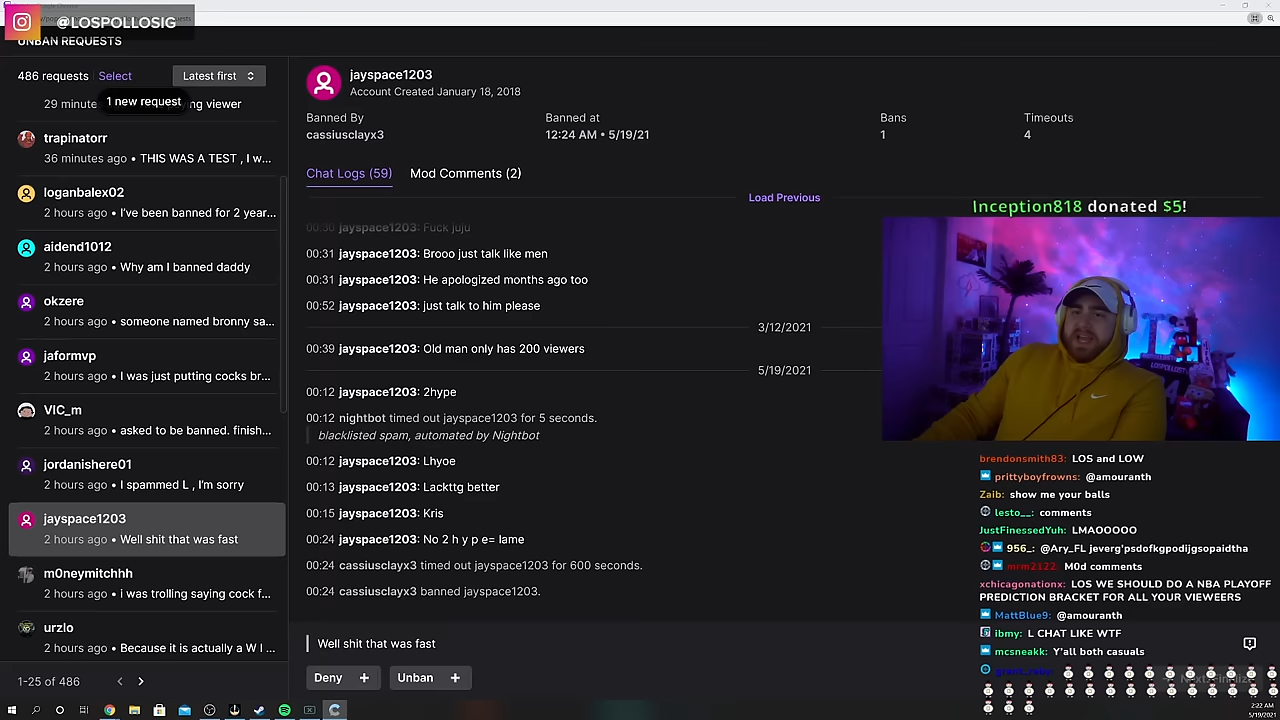 @LOSPOLLOSIG
UNBAN REQUESTS
486 requests Select Latest first
1 new request
trapinatorr
36 minutes ago • THIS WAS A TEST , I w...
loganbalex02
2 hours ago • I've been banned for 2 year...
aidend1012
2 hours ago • Why am I banned daddy
okzere
2 hours ago • someone named bronny sa...
jaformvp
2 hours ago • I was just putting cocks br...
VIC_m
2 hours ago • asked to be banned. finish...
jordanishere01
2 hours ago • I spammed L , I'm sorry
jayspace1203
2 hours ago • Well shit that was fast
m0neymitchhh
2 hours ago • i was trolling saying cock f...
urzlo
2 hours ago • Because it is actually a W I ...
1-25 of 486
jayspace1203
Account Created January 18, 2018
Banned By Banned at Bans Timeouts
cassiusclayx3 12:24 AM • 5/19/21 1 4
Chat Logs (59) Mod Comments (2)
Load Previous
00:30 jayspace1203: Fuck juju
00:31 jayspace1203: Brooo just talk like men
00:31 jayspace1203: He apologized months ago too
00:52 jayspace1203: just talk to him please
3/12/2021
00:39 jayspace1203: Old man only has 200 viewers
5/19/2021
00:12 jayspace1203: 2hype
00:12 nightbot timed out jayspace1203 for 5 seconds.
blacklisted spam, automated by Nightbot
00:12 jayspace1203: Lhyoe
00:13 jayspace1203: Lackttg better
00:15 jayspace1203: Kris
00:24 jayspace1203: No 2 h y p e= lame
00:24 cassiusclayx3 timed out jayspace1203 for 600 seconds.
00:24 cassiusclayx3 banned jayspace1203.
Well shit that was fast
Deny + Unban +
Inception818 donated $5!
brendonsmith83: LOS and LOW
prittyboyfrowns: @amouranth
Zaib: show me your balls
lesto__: comments
JustFinessedYuh: LMAOOOOO
956_: @Ary_FL jeverg'psdofkgpodijgsopaidtha
mrm2122: M0d comments
xchicagonationx: LOS WE SHOULD DO A NBA PLAYOFF
PREDICTION BRACKET FOR ALL YOUR VIEWEERS
MattBlue9: @amouranth
ibmy: L CHAT LIKE WTF
mcsneakk: Y'all both casuals
2:22 AM
5/19/2021